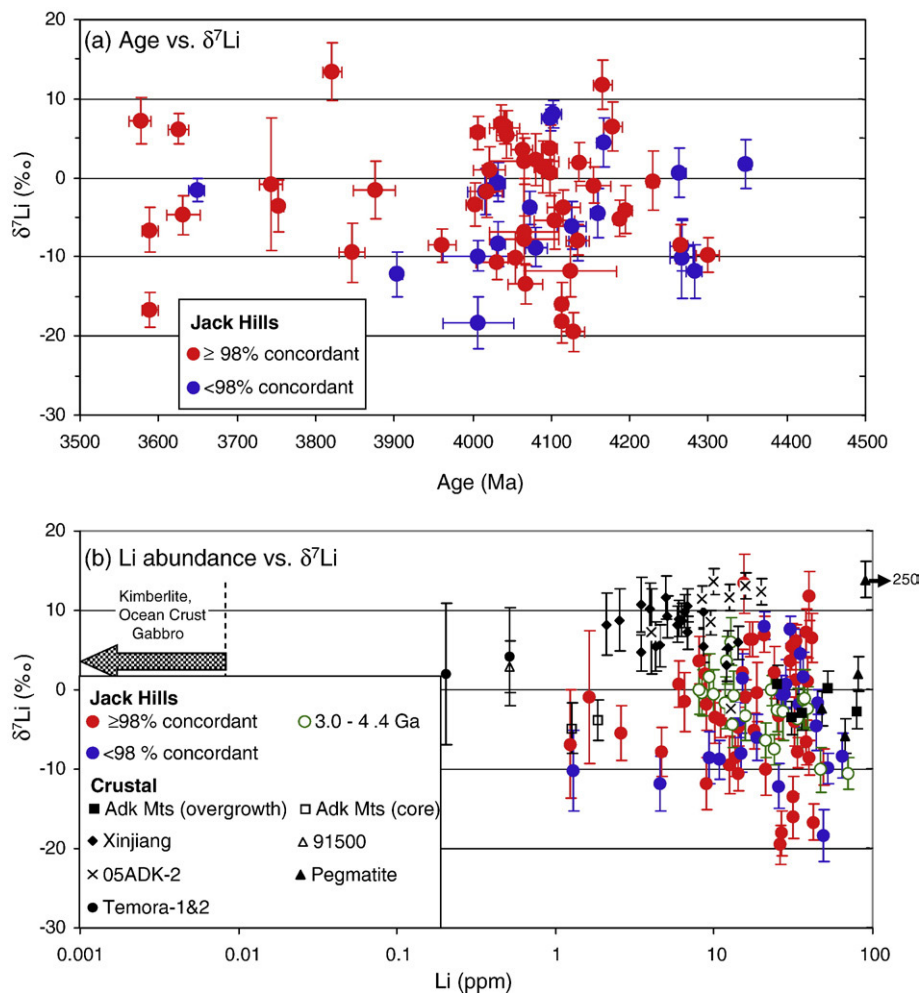 (a) Age vs. δ⁷Li
20
10
0
-10
-20
-30
δ⁷Li (‰)
Jack Hills
≥ 98% concordant
<98% concordant
3500 3600 3700 3800 3900 4000 4100 4200 4300 4400 4500
Age (Ma)
(b) Li abundance vs. δ⁷Li
20
10
0
-10
-20
-30
δ⁷Li (‰)
Kimberlite,
Ocean Crust
Gabbro
250
Jack Hills
≥98% concordant 3.0 - 4.4 Ga
<98 % concordant
Crustal
Adk Mts (overgrowth) Adk Mts (core)
Xinjiang 91500
05ADK-2 Pegmatite
Temora-1&2
0.001 0.01 0.1 1 10 100
Li (ppm)